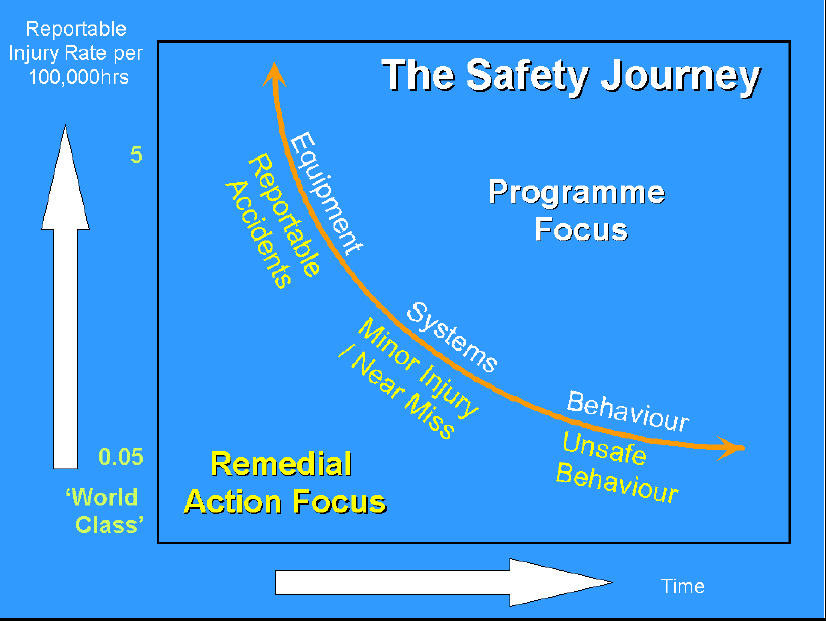 Reportable
Injury Rate per
100,000hrs
The Safety Journey
5
Equipment
Reportable
Accidents
Programme
Focus
Systems
Minor Injury
/ Near Miss
Behaviour
Unsafe
Behaviour
0.05
‘World
Class’
Remedial
Action Focus
Time